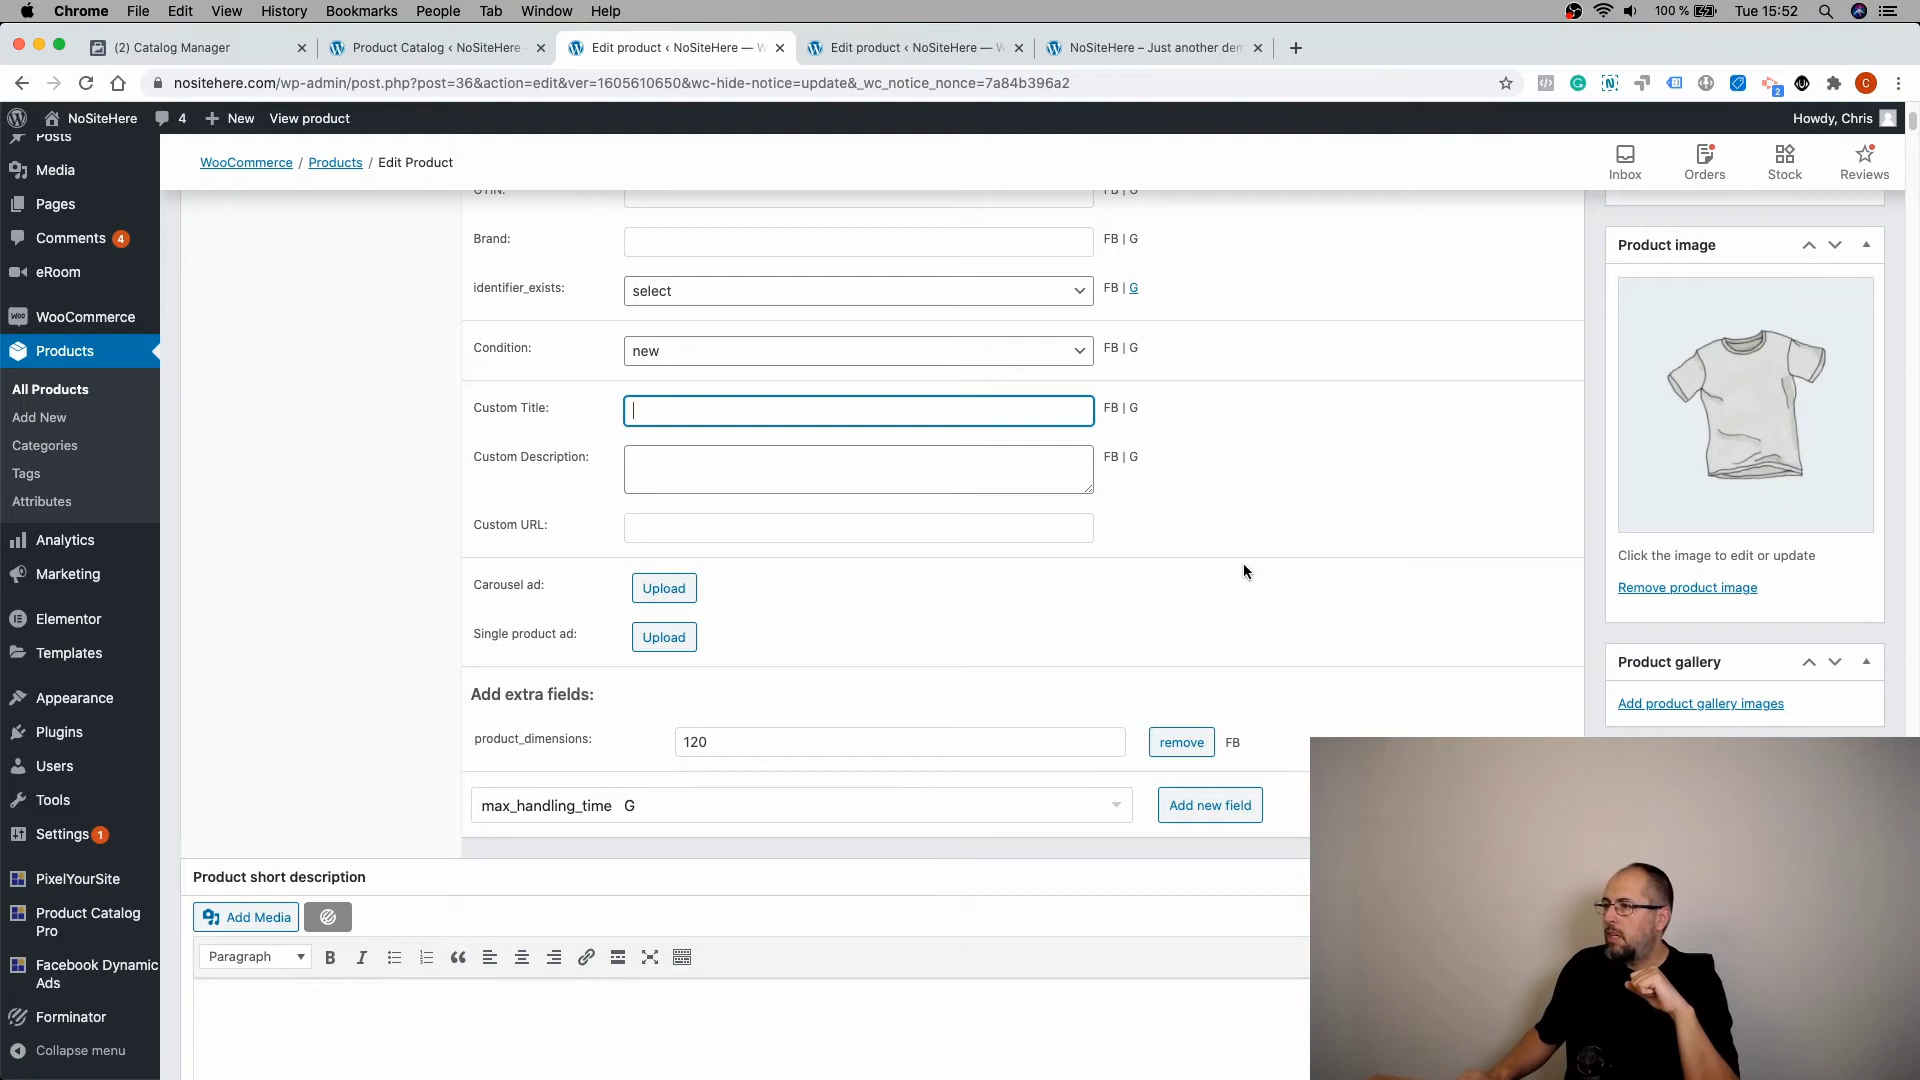 Chrome File Edit View History Bookmarks People Tab Window Help
100 % Tue 15:52
(2) Catalog Manager
Product Catalog ‹ NoSiteHere -
Edit product ‹ NoSiteHere — W
Edit product ‹ NoSiteHere — W
NoSiteHere – Just another dem
nositehere.com/wp-admin/post.php?post=36&action=edit&ver=1605610650&wc-hide-notice=update&_wc_notice_nonce=7a84b396a2
2
C
NoSiteHere 4 New View product
Howdy, Chris
WooCommerce / Products / Edit Product
Inbox Orders Stock Reviews
Posts
Media
Pages
Comments 4
eRoom
WooCommerce
Products
All Products
Add New
Categories
Tags
Attributes
Analytics
Marketing
Elementor
Templates
Appearance
Plugins
Users
Tools
Settings 1
PixelYourSite
Product Catalog
Pro
Facebook Dynamic
Ads
Forminator
Collapse menu
GTIN: FB | G
Brand: FB | G
identifier_exists: select FB | G
Condition: new FB | G
Custom Title: FB | G
Custom Description: FB | G
Custom URL:
Carousel ad: Upload
Single product ad: Upload
Add extra fields:
product_dimensions: 120 remove FB
max_handling_time G Add new field
Product short description
Add Media
Paragraph
Product image
Click the image to edit or update
Remove product image
Product gallery
Add product gallery images